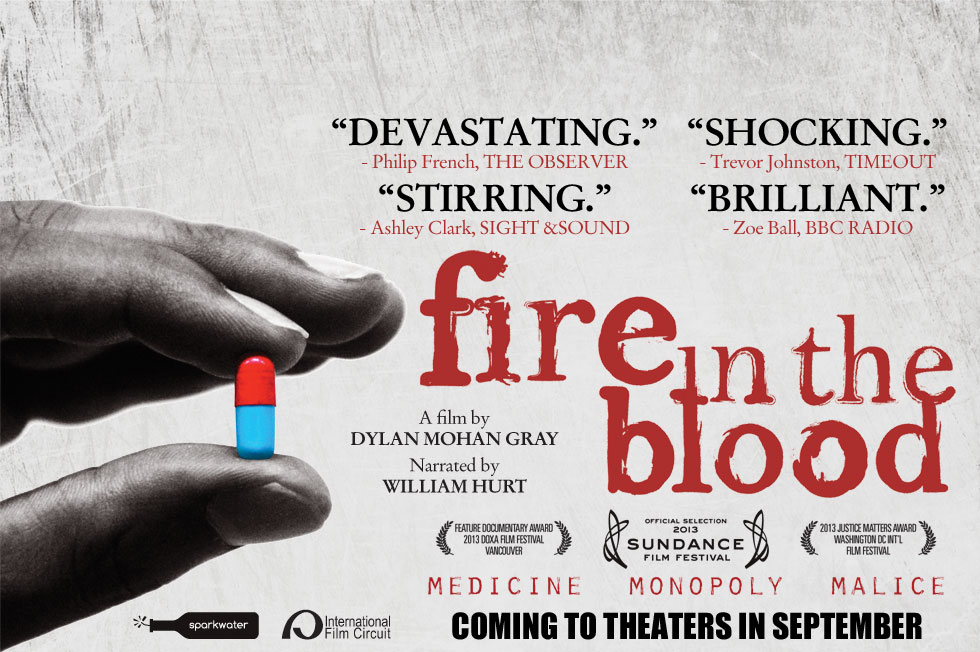 “DEVASTATING.”
- Philip French, THE OBSERVER
“SHOCKING.”
- Trevor Johnston, TIMEOUT
“STIRRING.”
- Ashley Clark, SIGHT &SOUND
“BRILLIANT.”
- Zoe Ball, BBC RADIO
fire
in the
blood
A film by
DYLAN MOHAN GRAY
Narrated by
WILLIAM HURT
FEATURE DOCUMENTARY AWARD
2013 DOXA FILM FESTIVAL
VANCOUVER
OFFICIAL SELECTION
2013
SUNDANCE
FILM FESTIVAL
2013 JUSTICE MATTERS AWARD
WASHINGTON DC INT'L
FILM FESTIVAL
MEDICINE MONOPOLY MALICE
sparkwater
International
Film Circuit
COMING TO THEATERS IN SEPTEMBER